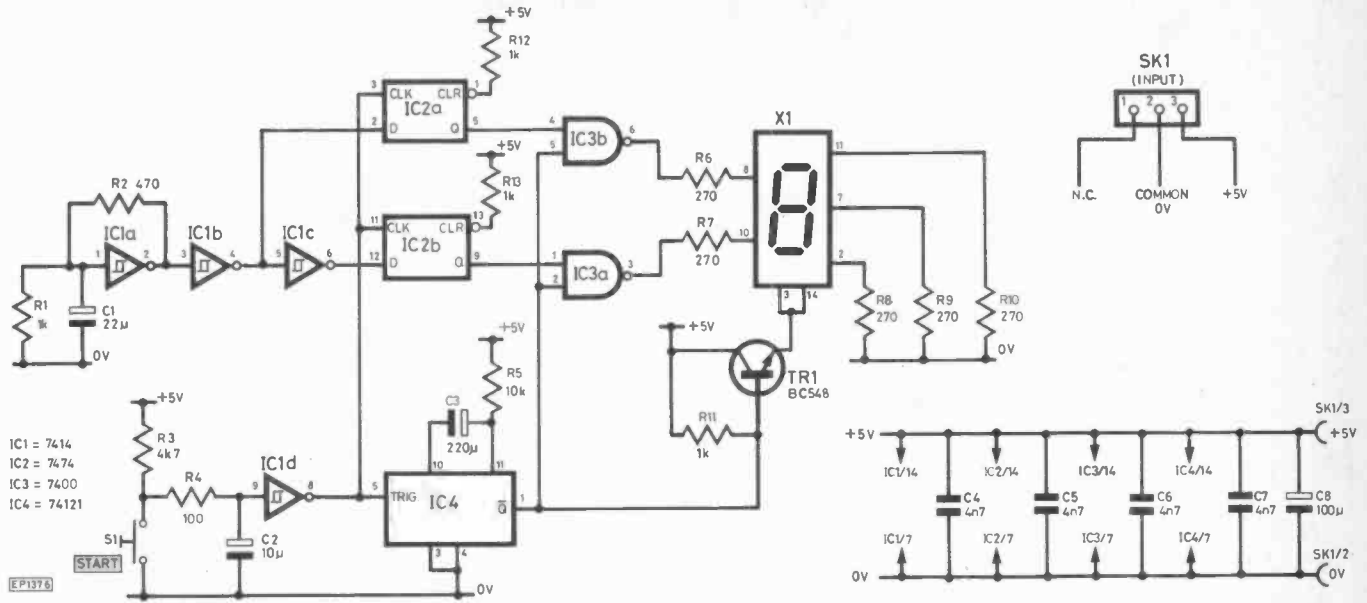 +5V
R12
1k
3
CLK
CLR
1
IC2a
2
D
Q
5
+5V
R13
1k
11
CLK
CLR
13
IC2b
12
D
Q
9
4
5
IC3b
6
1
2
IC3a
3
R6
270
R7
270
X1
8
10
11
7
2
3
14
R8
270
R9
270
R10
270
0V
SK1
(INPUT)
1
2
3
N.C.
COMMON
0V
+5V
R2 470
IC1a
1
2
IC1b
3
4
IC1c
5
6
R1
1k
C1
22µ
0V
+5V
TR1
BC548
R11
1k
+5V
R3
4k7
R4
100
IC1d
9
8
C2
10µ
S1
START
+5V
R5
10k
C3
220µ
10
11
5
TRIG
IC4
Q
1
3
4
0V
IC1 = 7414
IC2 = 7474
IC3 = 7400
IC4 = 74121
EP1376
SK1/3
+5V
+5V
IC1/14
IC2/14
IC3/14
IC4/14
C4
4n7
C5
4n7
C6
4n7
C7
4n7
C8
100µ
IC1/7
IC2/7
IC3/7
IC4/7
0V
SK1/2
0V